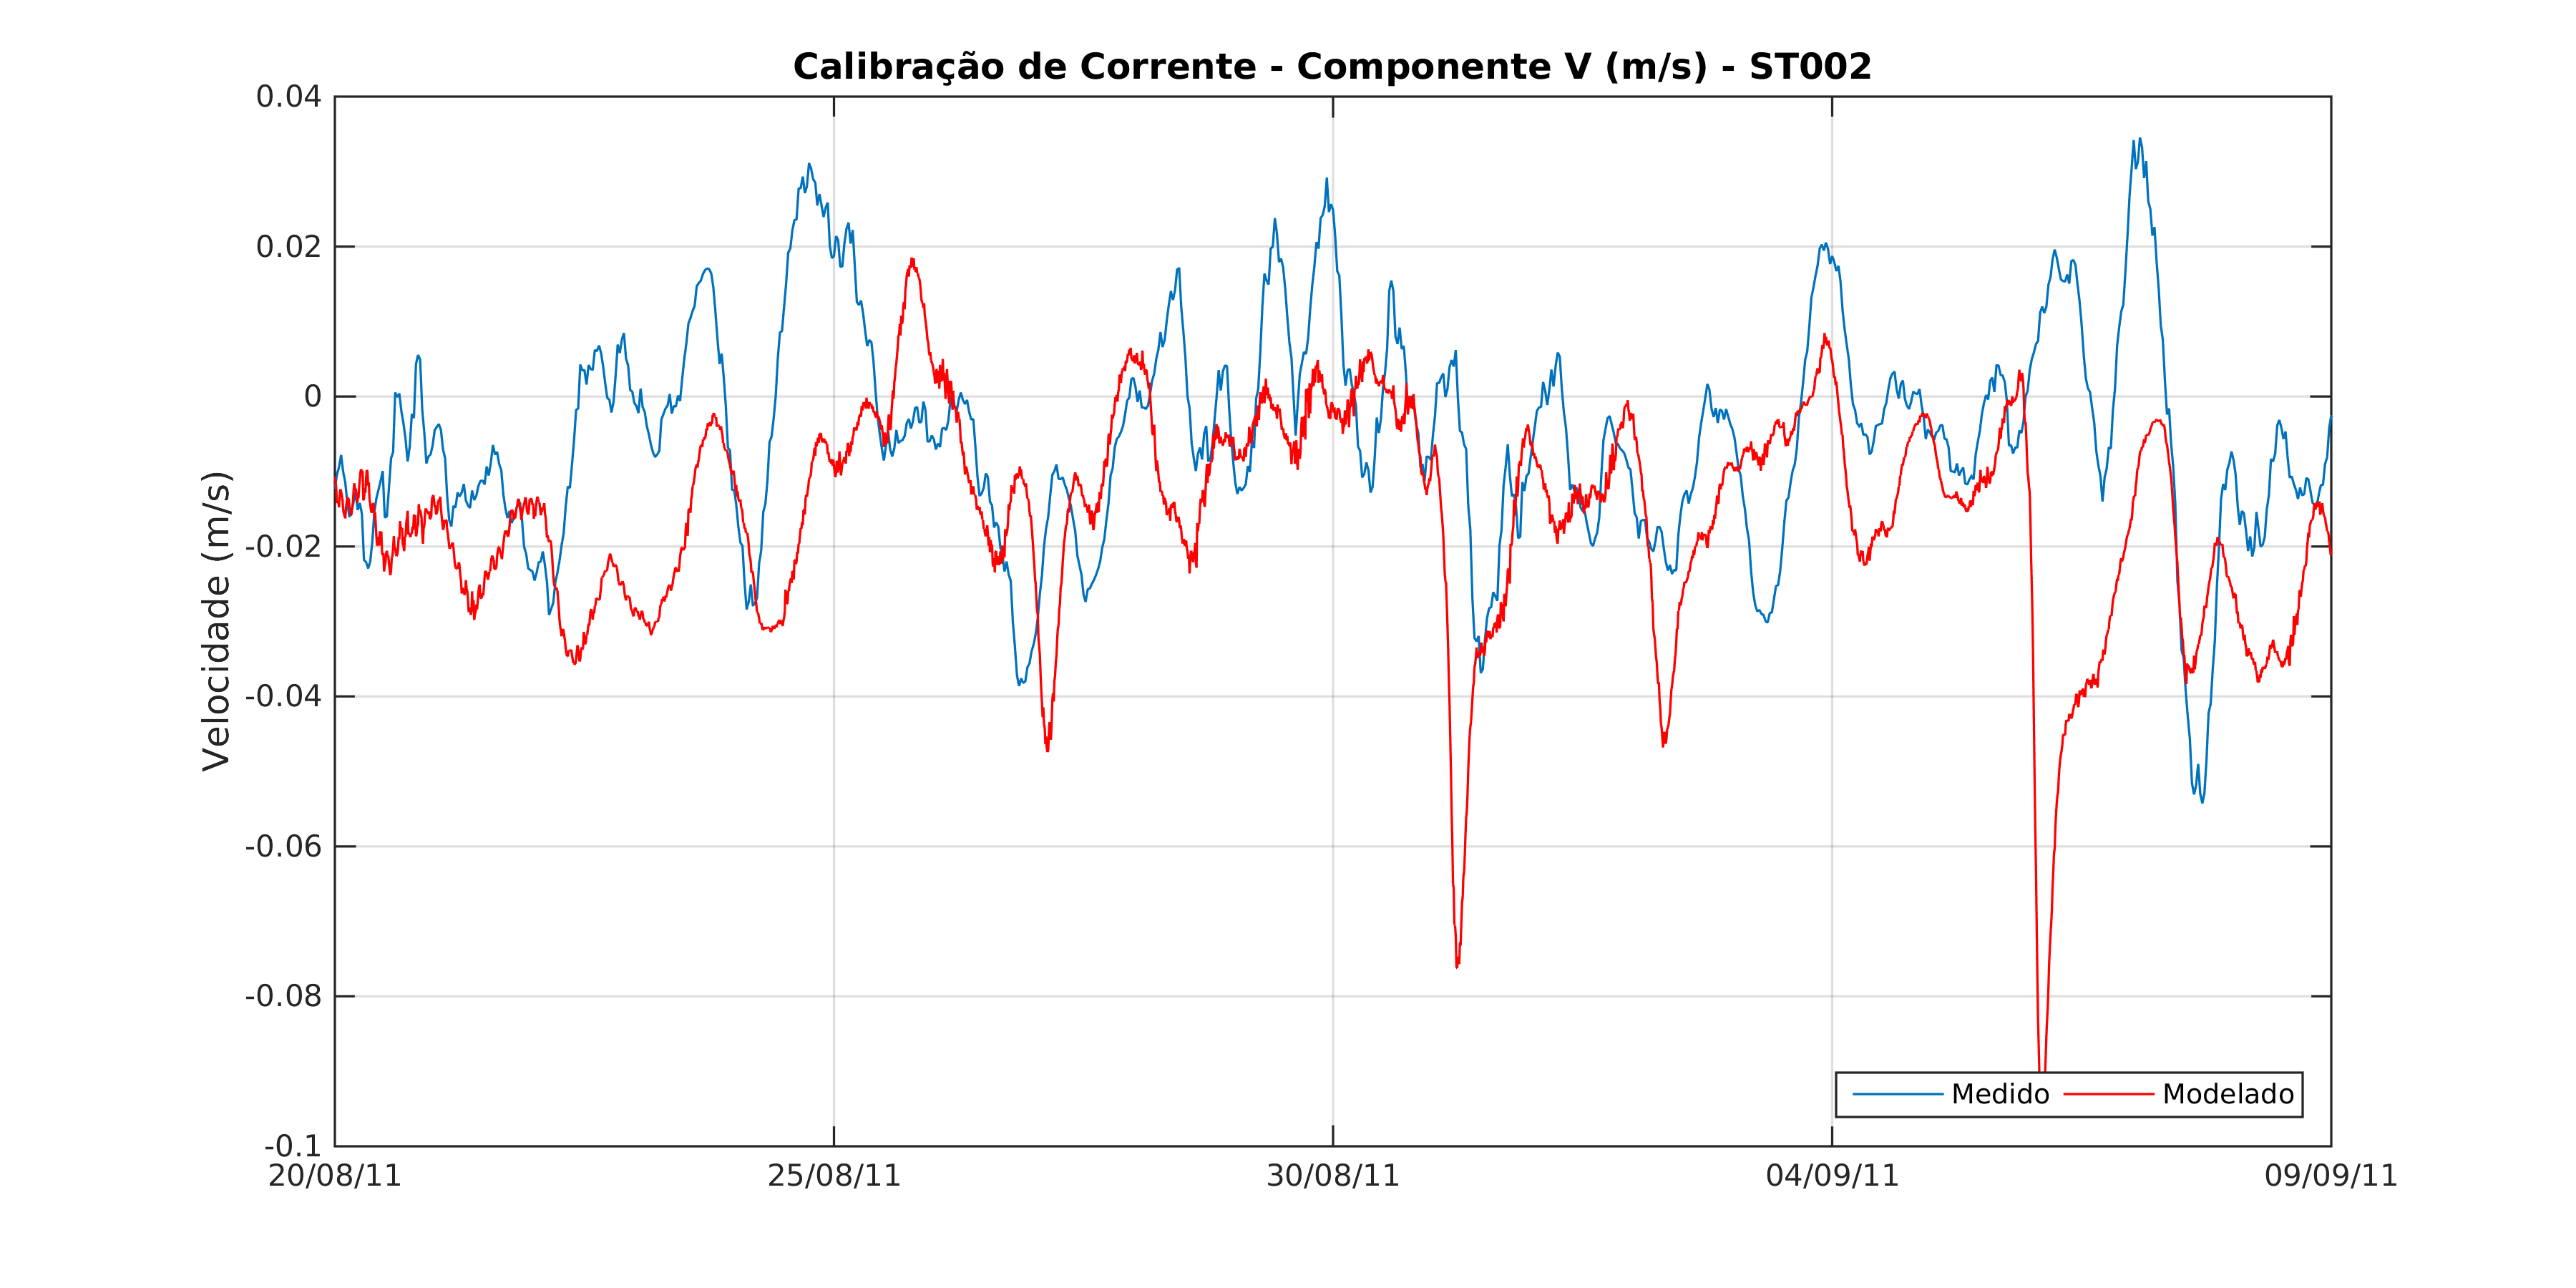 Calibração de Corrente - Componente V (m/s) - ST002
Velocidade (m/s)
0.04
0.02
0
-0.02
-0.04
-0.06
-0.08
-0.1
20/08/11 25/08/11 30/08/11 04/09/11 09/09/11
Medido Modelado